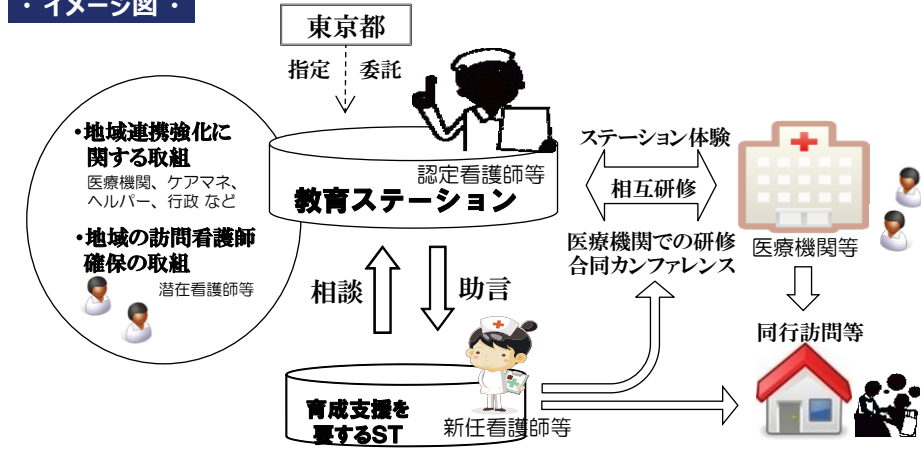 ・イメージ図・
東京都
指定 委託
・地域連携強化に
関する取組
医療機関、ケアマネ、
ヘルパー、行政 など
・地域の訪問看護師
確保の取組
潜在看護師等
認定看護師等
教育ステーション
ステーション体験
相互研修
医療機関での研修
合同カンファレンス
医療機関等
相談
助言
同行訪問等
育成支援を
要するST
新任看護師等